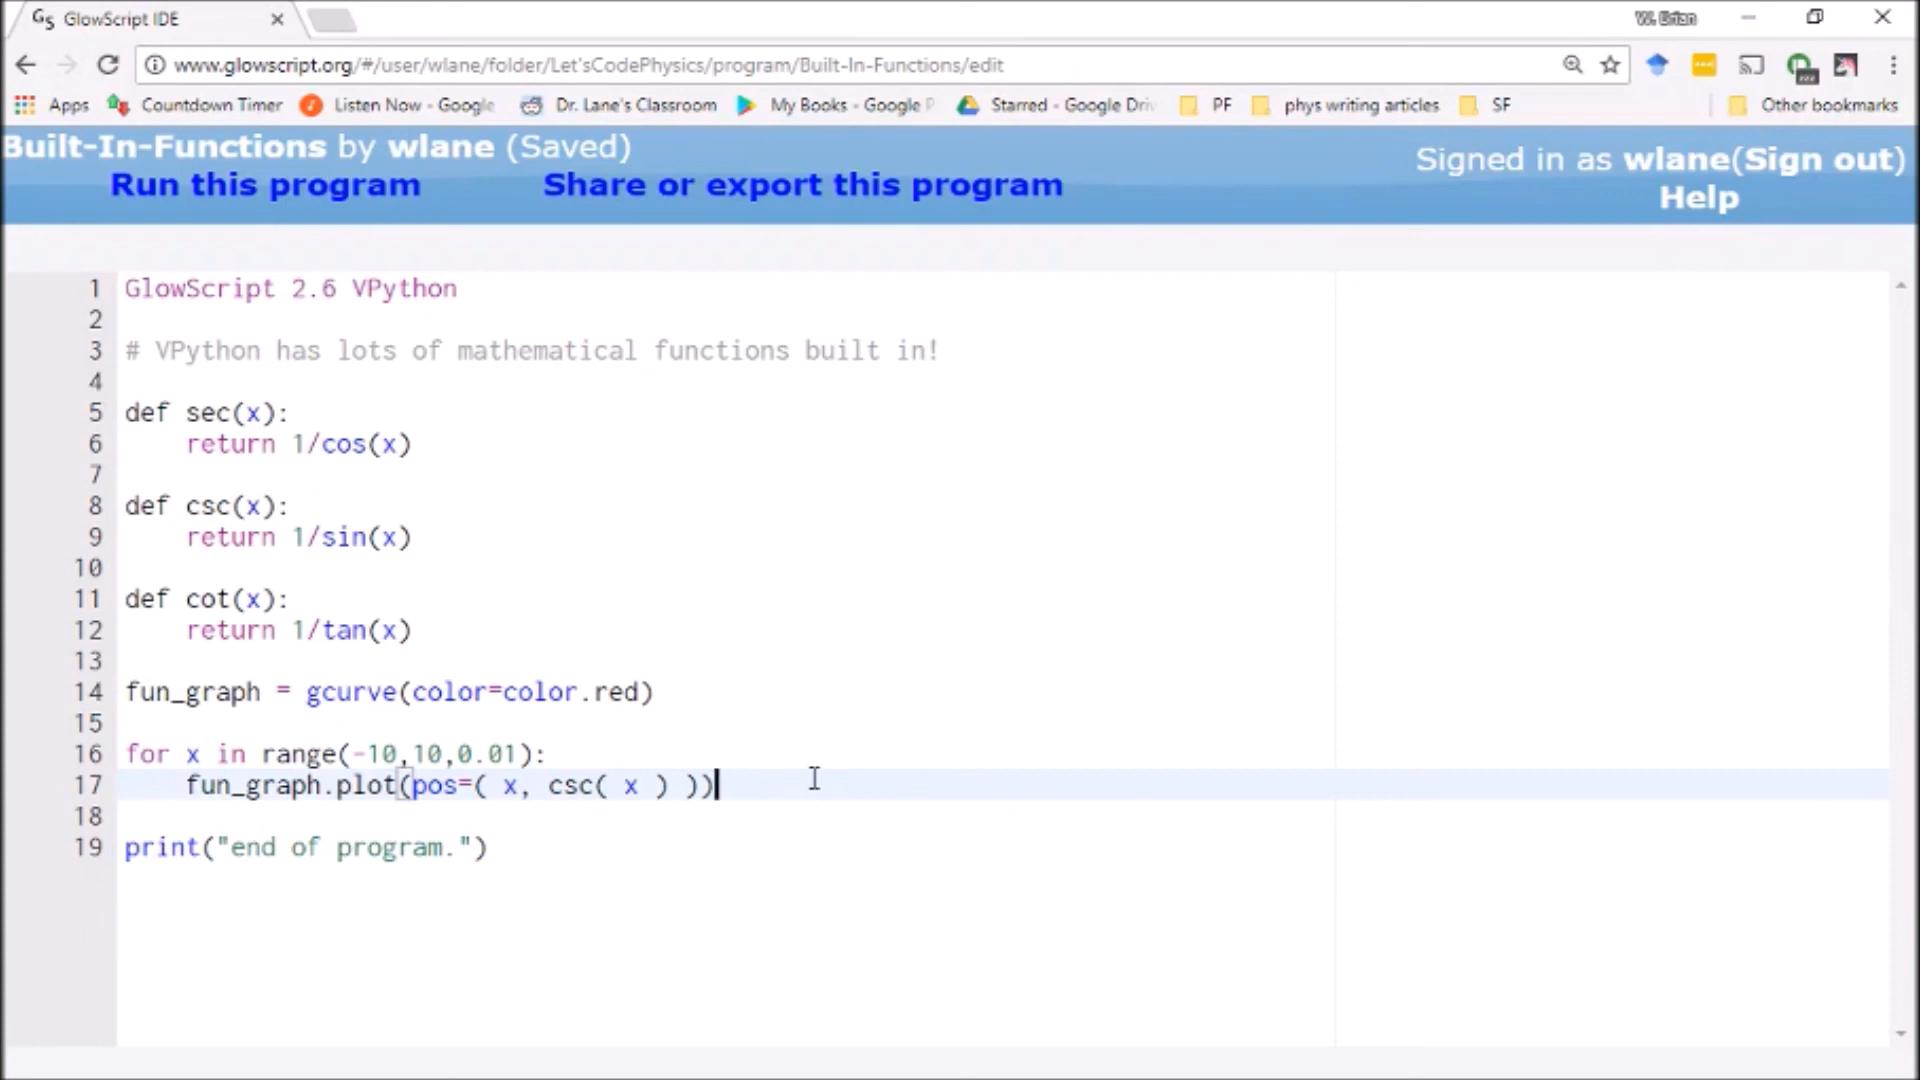 GS GlowScript IDE
W. Brian
www.glowscript.org/#/user/wlane/folder/Let'sCodePhysics/program/Built-In-Functions/edit
Apps Countdown Timer Listen Now - Google Dr. Lane's Classroom My Books - Google P Starred - Google Driv PF phys writing articles SF Other bookmarks
Built-In-Functions by wlane (Saved)
Signed in as wlane(Sign out)
Run this program Share or export this program
Help
1 GlowScript 2.6 VPython
2
3 # VPython has lots of mathematical functions built in!
4
5 def sec(x):
6 return 1/cos(x)
7
8 def csc(x):
9 return 1/sin(x)
10
11 def cot(x):
12 return 1/tan(x)
13
14 fun_graph = gcurve(color=color.red)
15
16 for x in range(-10,10,0.01):
17 fun_graph.plot(pos=( x, csc( x ) ))
18
19 print("end of program.")